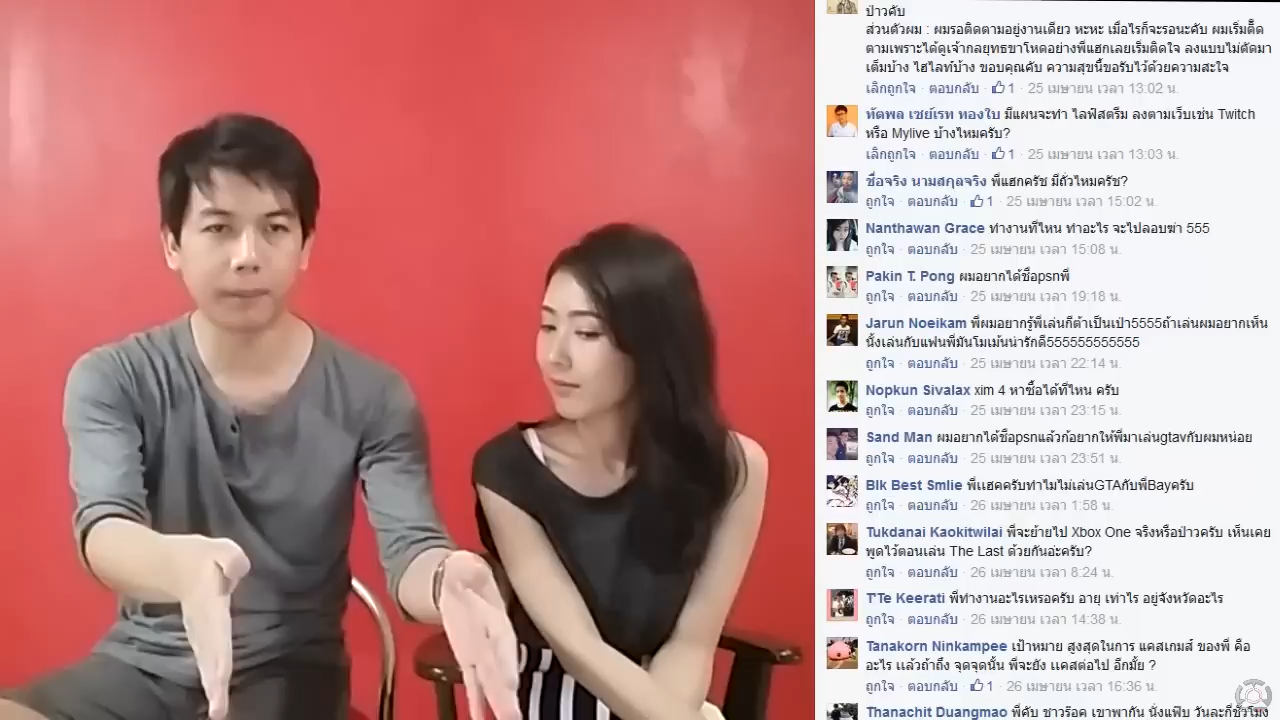 ป่าวคับ
ส่วนตัวผม : ผมรอติดตามอยู่งานเดียว หะหะ เมื่อไรก็จะรอนะคับ ผมเริ่มติด
ตามเพราะได้ดูเจ้ากลยุทธขาโหดอย่างพี่แฮกเลยเริ่มติดใจ ลงแบบไม่ตัดมา
เต็มบ้าง ไฮไลท์บ้าง ขอบคุณคับ ความสุขนี้ขอรับไว้ด้วยความสะใจ
เลิกถูกใจ · ตอบกลับ · 1 · 25 เมษายน เวลา 13:02 น.
ทัตพล เซย์เรท ทองใบ มีแผนจะทำ ไลฟ์สตรีม ลงตามเว็บเช่น Twitch
หรือ Mylive บ้างไหมครับ?
เลิกถูกใจ · ตอบกลับ · 1 · 25 เมษายน เวลา 13:03 น.
ชื่อจริง นามสกุลจริง พี่แฮกครัช มีถั่วไหมครัช?
ถูกใจ · ตอบกลับ · 1 · 25 เมษายน เวลา 15:02 น.
Nanthawan Grace ทำงานที่ไหน ทำอะไร จะไปลอบฆ่า 555
ถูกใจ · ตอบกลับ · 25 เมษายน เวลา 15:08 น.
Pakin T. Pong ผมอยากได้ชื่อpsnพี่
ถูกใจ · ตอบกลับ · 25 เมษายน เวลา 19:18 น.
Jarun Noeikam พี่ผมอยากรู้พี่เล่นกีต้าเป็นเปล่า5555ถ้าเล่นผมอยากเห็น
นั้งเล่นกับแฟนพี่มันโมเม้นน่ารักดี555555555555
ถูกใจ · ตอบกลับ · 25 เมษายน เวลา 22:14 น.
Nopkun Sivalax xim 4 หาซื้อได้ที่ไหน ครับ
ถูกใจ · ตอบกลับ · 25 เมษายน เวลา 23:15 น.
Sand Man ผมอยากได้ชื่อpsnแล้วก้อยากให้พี่มาเล่นgtavกับผมหน่อย
ถูกใจ · ตอบกลับ · 25 เมษายน เวลา 23:51 น.
Blk Best Smlie พี่แฮคครับทำไมไม่เล่นGTAกับพี่Bayครับ
ถูกใจ · ตอบกลับ · 26 เมษายน เวลา 1:58 น.
Tukdanai Kaokitwilai พี่จะย้ายไป Xbox One จริงหรือป่าวครับ เห็นเคย
พูดไว้ตอนเล่น The Last ด้วยกันอ่ะครับ?
ถูกใจ · ตอบกลับ · 26 เมษายน เวลา 8:24 น.
T'Te Keerati พี่ทำงานอะไรเหรอครับ อายุ เท่าไร อยู่จังหวัดอะไร
ถูกใจ · ตอบกลับ · 26 เมษายน เวลา 14:38 น.
Tanakorn Ninkampee เป้าหมาย สูงสุดในการ แคสเกมส์ ของพี่ คือ
อะไร แล้วถ้าถึง จุดจุดนั้น พี่จะยัง แคสต่อไป อีกมั้ย ?
ถูกใจ · ตอบกลับ · 1 · 26 เมษายน เวลา 16:36 น.
Thanachit Duangmao พี่คับ ชาวร็อค เขาพากัน นั่งแฟ้บ วันละกี่ชั่วโมง